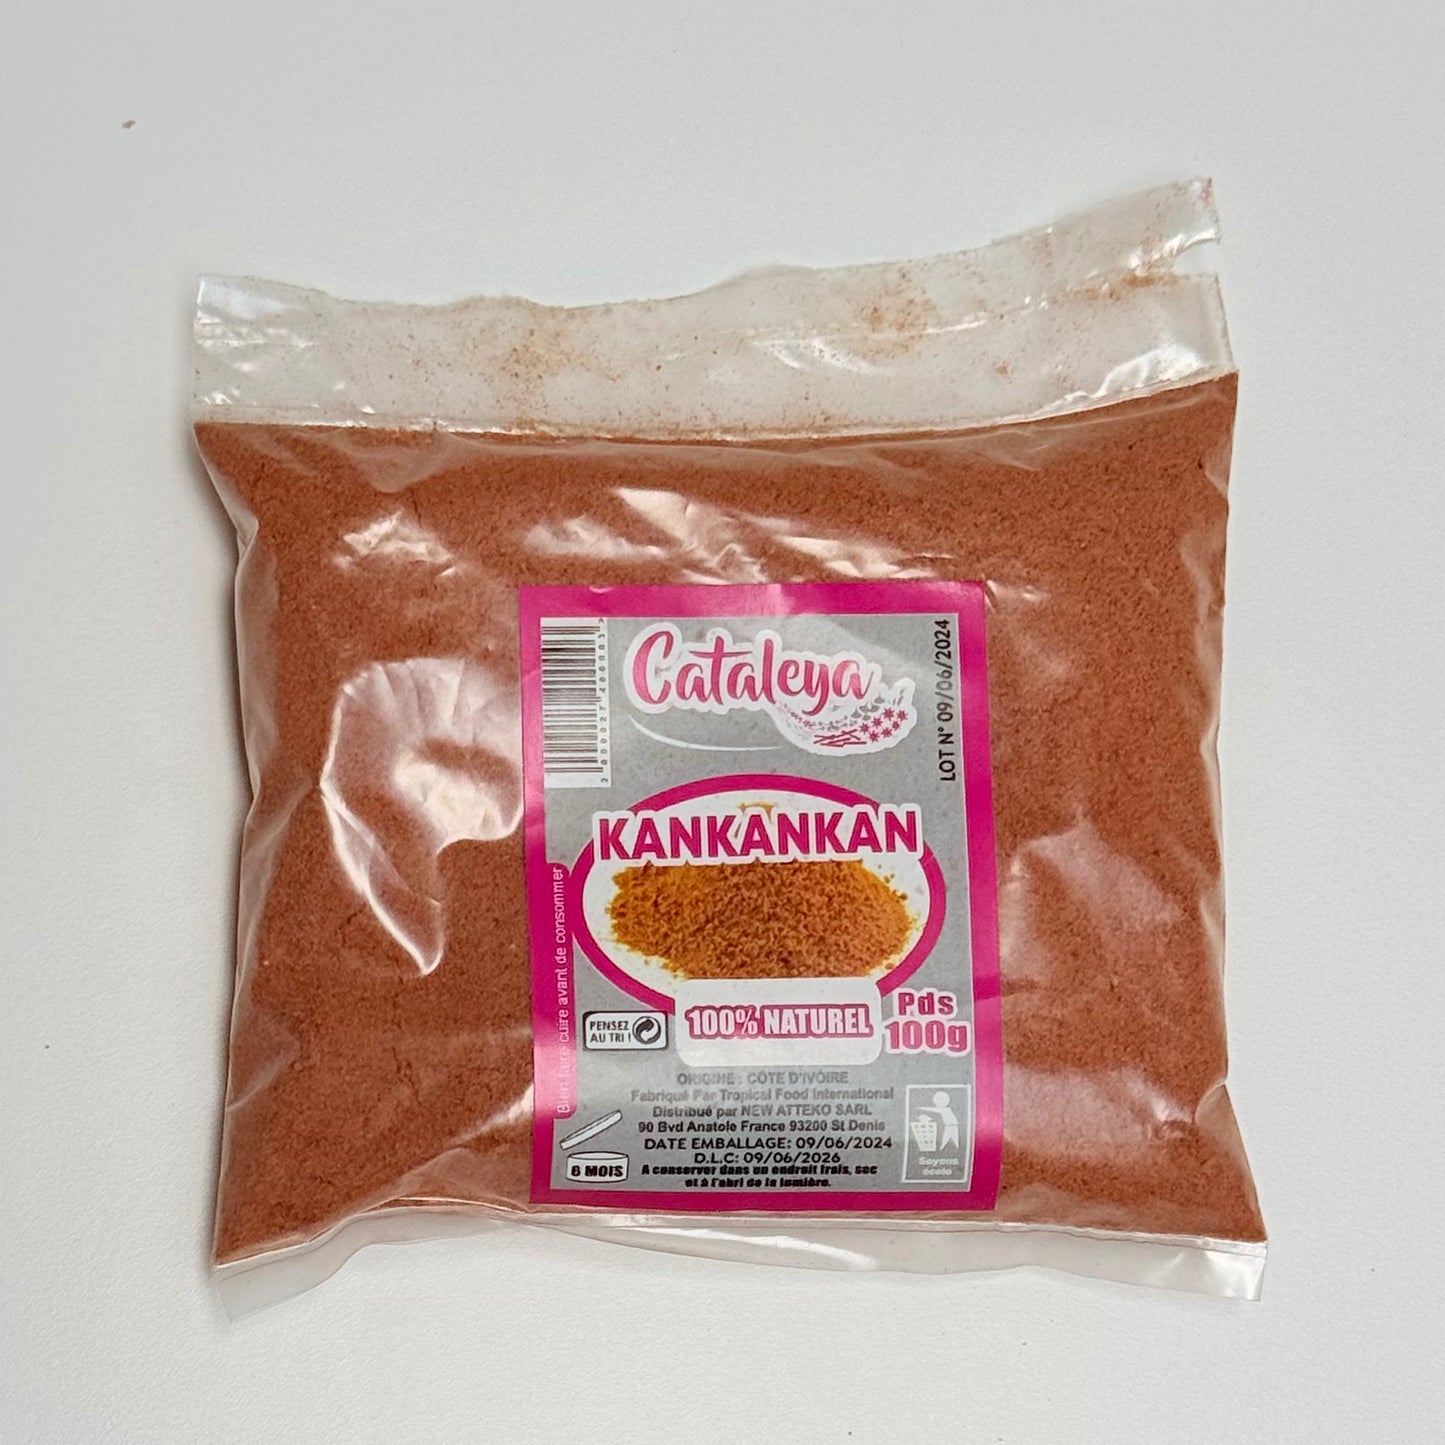 Cataleya
LOT N° 09/06/2024
KANKANKAN
Bien faire cuire avant de consommer
100% NATUREL
Pds
100g
PENSEZ
AU TRI !
ORIGINE : CÔTE D'IVOIRE
Fabriqué Par Tropical Food International
Distribué par NEW ATTEKO SARL
90 Bvd Anatole France 93200 St Denis
DATE EMBALLAGE: 09/06/2024
D.L.C: 09/06/2026
A conserver dans un endroit frais, sec
et à l'abri de la lumière.
6 MOIS
Soyons
écolo